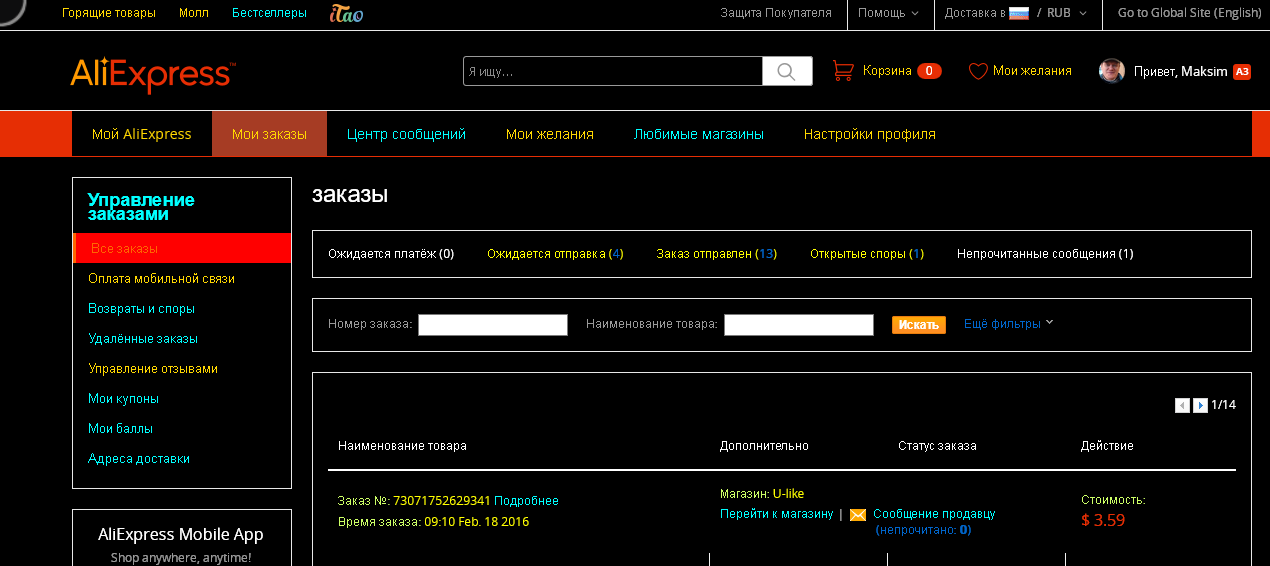 Горящие товары Молл Бестселлеры iTao Защита Покупателя Помощь Доставка в / RUB Go to Global Site (English)
AliExpress™ Я ищу... Корзина 0 Мои желания Привет, Maksim A3
Мой AliExpress Мои заказы Центр сообщений Мои желания Любимые магазины Настройки профиля
Управление
заказами
Все заказы
Оплата мобильной связи
Возвраты и споры
Удалённые заказы
Управление отзывами
Мои купоны
Мои баллы
Адреса доставки
AliExpress Mobile App
Shop anywhere, anytime!
заказы
Ожидается платёж (0) Ожидается отправка (4) Заказ отправлен (13) Открытые споры (1) Непрочитанные сообщения (1)
Номер заказа: Наименование товара: Искать Ещё фильтры
1/14
Наименование товара Дополнительно Статус заказа Действие
Заказ №: 73071752629341 Подробнее
Время заказа: 09:10 Feb. 18 2016
Магазин: U-like
Перейти к магазину | Сообщение продавцу
(непрочитано: 0)
Стоимость:
$ 3.59